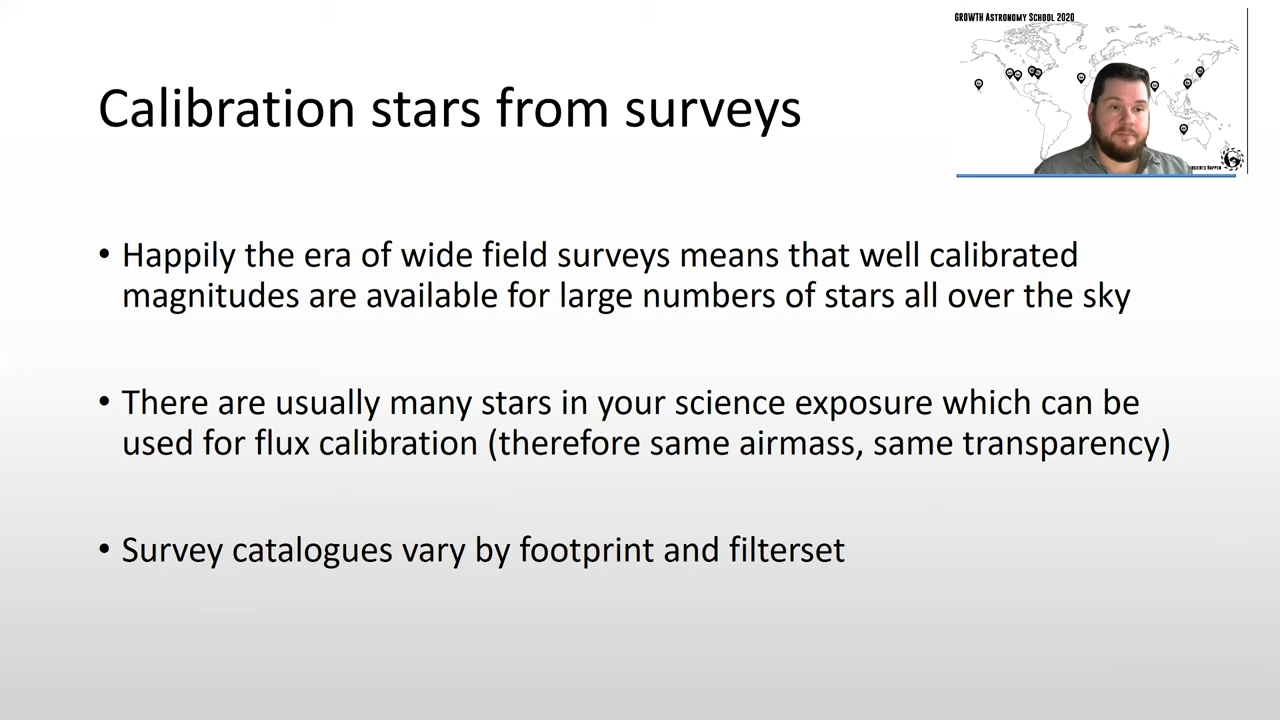 GROWTH ASTRONOMY SCHOOL 2020
Calibration stars from surveys
• Happily the era of wide field surveys means that well calibrated
magnitudes are available for large numbers of stars all over the sky
• There are usually many stars in your science exposure which can be
used for flux calibration (therefore same airmass, same transparency)
• Survey catalogues vary by footprint and filterset